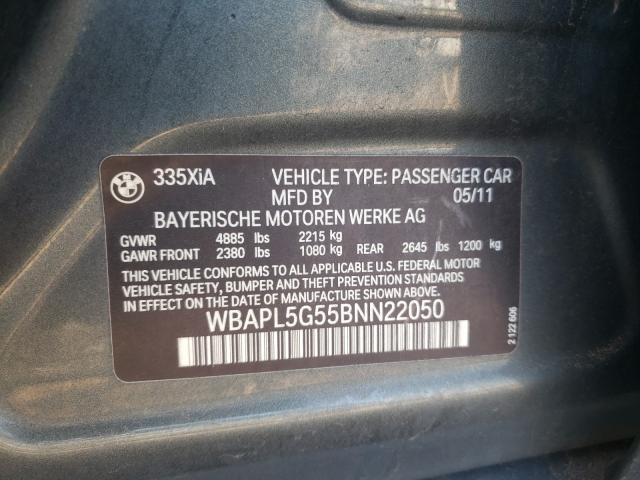 BMW
335XiA VEHICLE TYPE: PASSENGER CAR
MFD BY 05/11
BAYERISCHE MOTOREN WERKE AG
GVWR 4885 lbs 2215 kg
GAWR FRONT 2380 lbs 1080 kg REAR 2645 lbs 1200 kg
THIS VEHICLE CONFORMS TO ALL APPLICABLE U.S. FEDERAL MOTOR
VEHICLE SAFETY, BUMPER AND THEFT PREVENTION STANDARDS IN
EFFECT ON THE DATE OF MANUFACTURE SHOWN ABOVE.
WBAPL5G55BNN22050
2 122 606